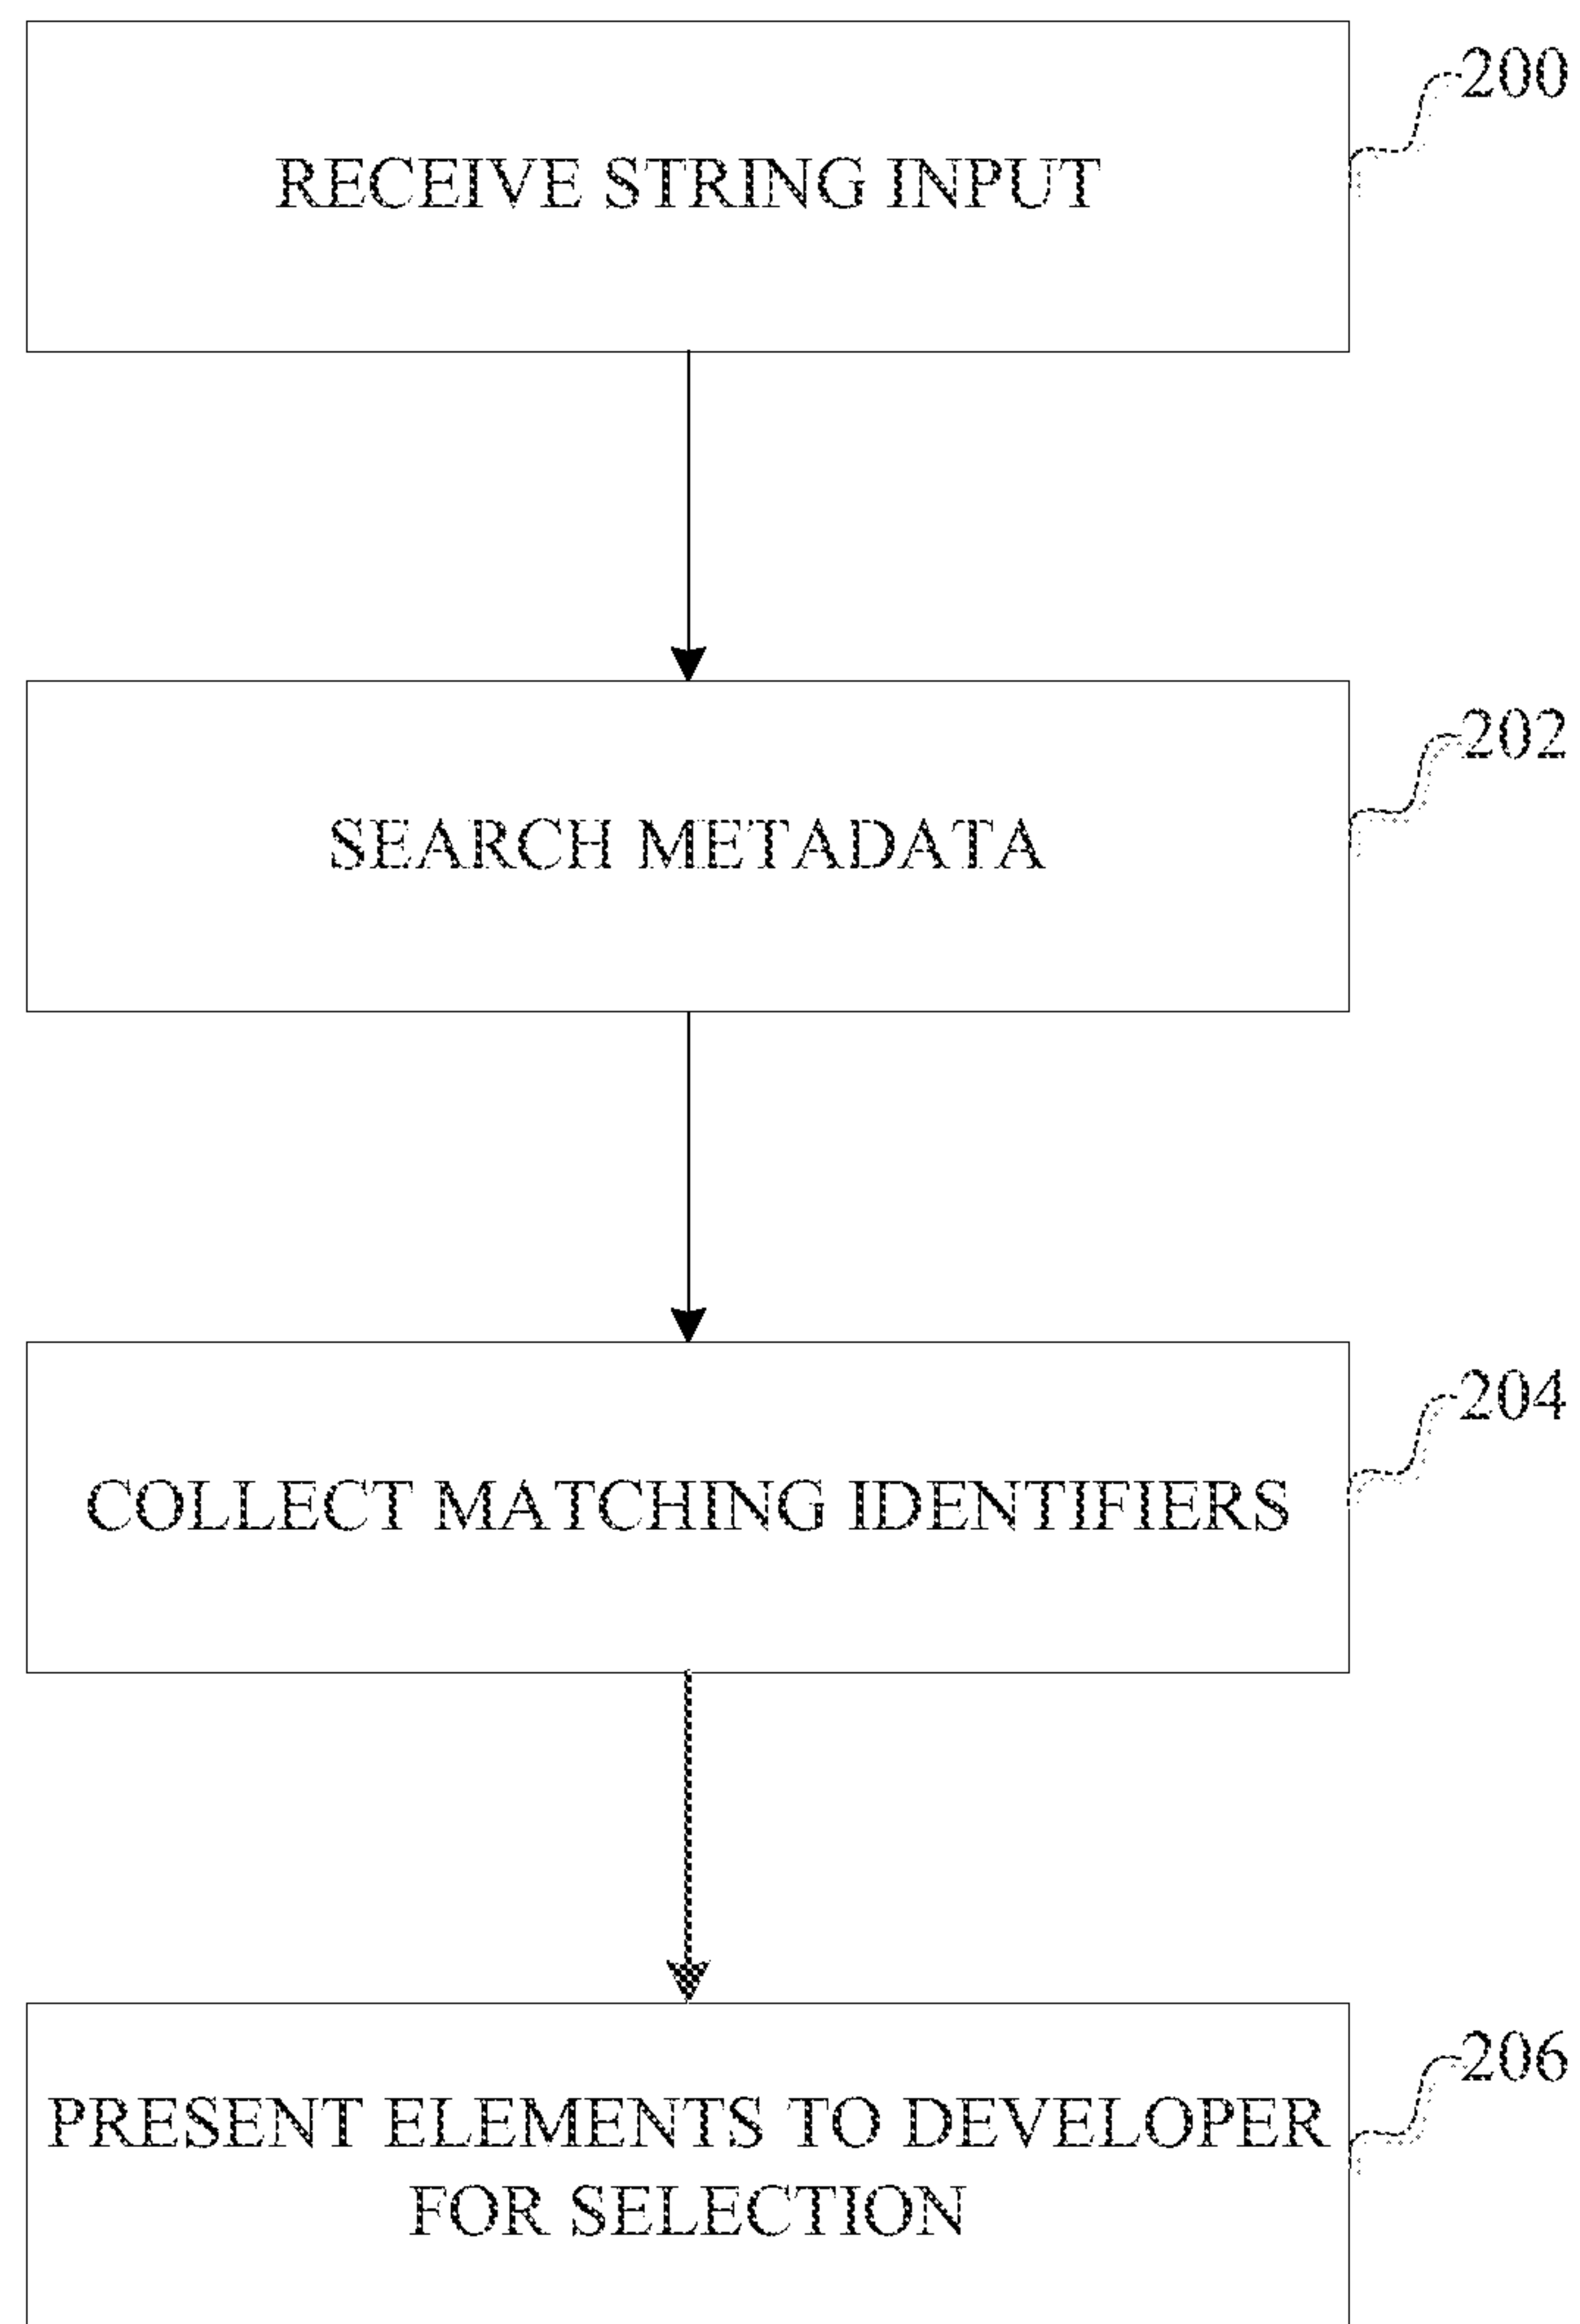 200
RECEIVE STRING INPUT
202
SEARCH METADATA
204
COLLECT MATCHING IDENTIFIERS
206
PRESENT ELEMENTS TO DEVELOPER
FOR SELECTION